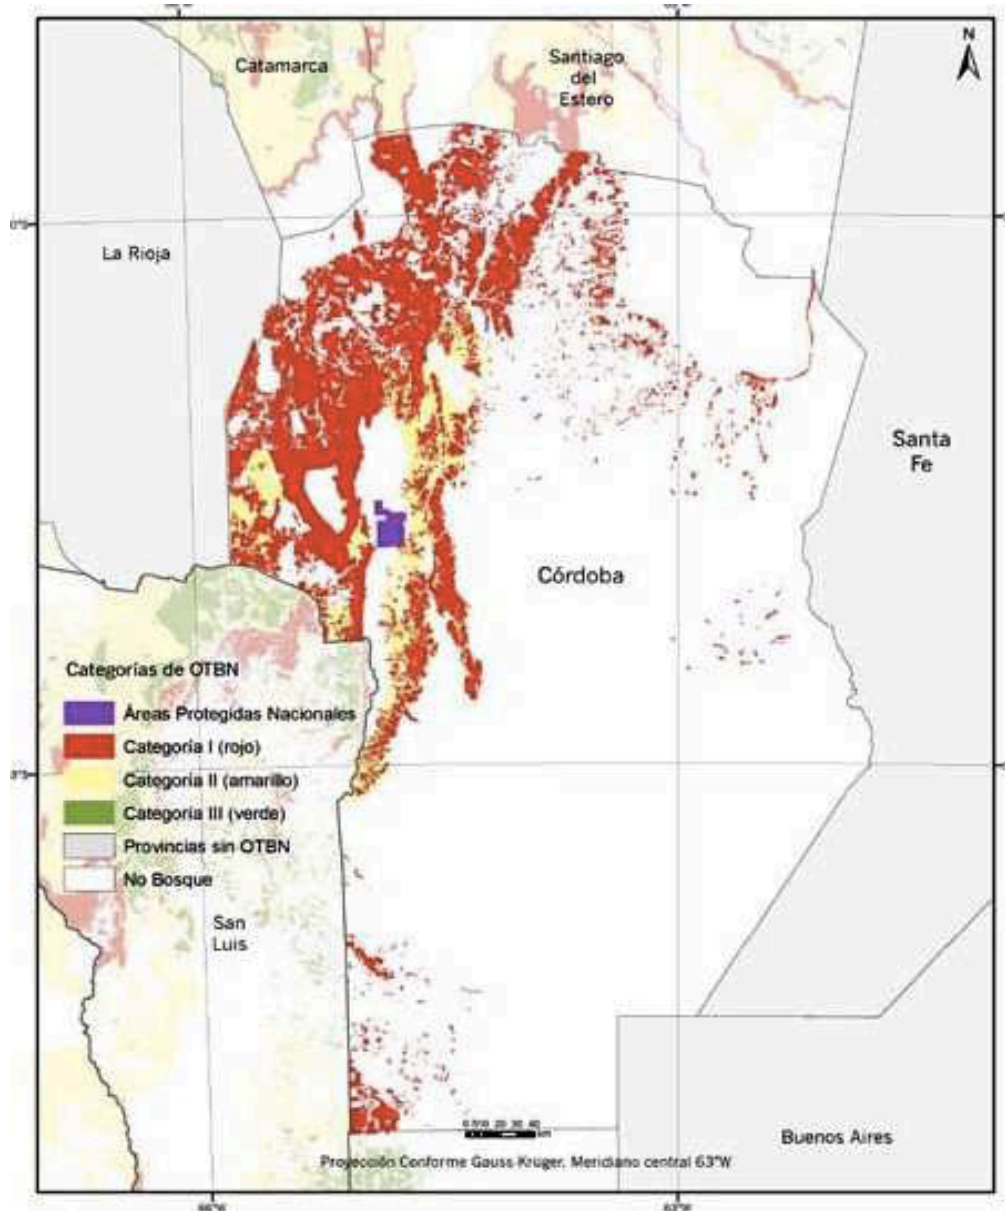 N
Catamarca
Santiago
del
Estero
La Rioja
Santa
Fe
Córdoba
Categorías de OTBN
Áreas Protegidas Nacionales
Categoría I (rojo)
Categoría II (amarillo)
Categoría III (verde)
Provincias sin OTBN
No Bosque
San
Luis
Buenos Aires
Proyección Conforme Gauss Kruger, Meridiano central 63°W
63°W